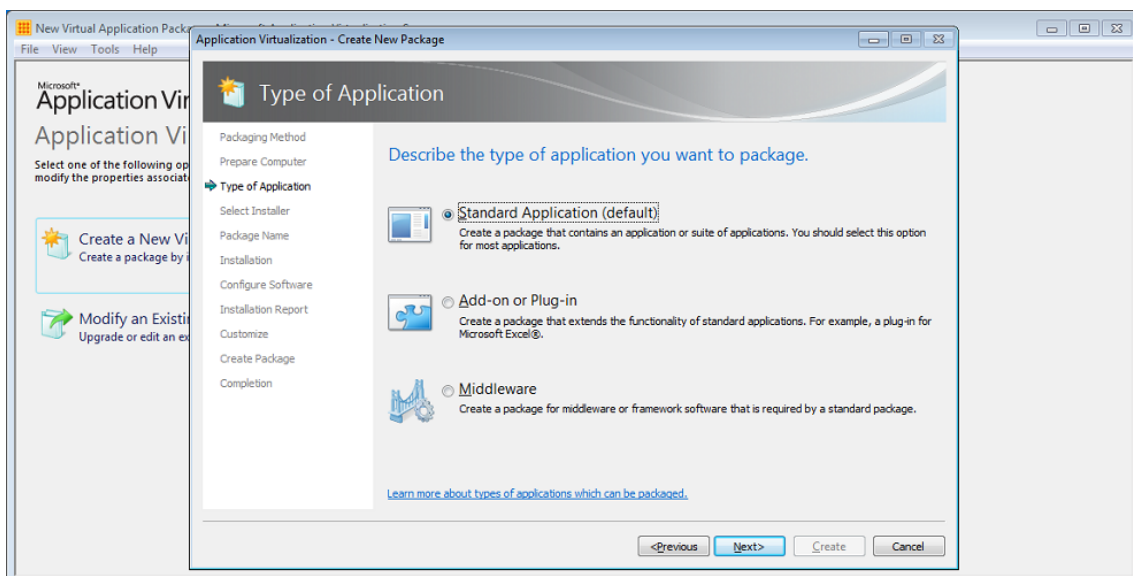 New Virtual Application Packa
File View Tools Help
Microsoft
Application Vir
Application Vi
Select one of the following op
modify the properties associat
Create a New Vi
Create a package by i
Modify an Existi
Upgrade or edit an ex
Application Virtualization - Create New Package
Type of Application
Packaging Method
Prepare Computer
Type of Application
Select Installer
Package Name
Installation
Configure Software
Installation Report
Customize
Create Package
Completion
Describe the type of application you want to package.
Standard Application (default)
Create a package that contains an application or suite of applications. You should select this option
for most applications.
Add-on or Plug-in
Create a package that extends the functionality of standard applications. For example, a plug-in for
Microsoft Excel®.
Middleware
Create a package for middleware or framework software that is required by a standard package.
Learn more about types of applications which can be packaged.
<Previous Next> Create Cancel